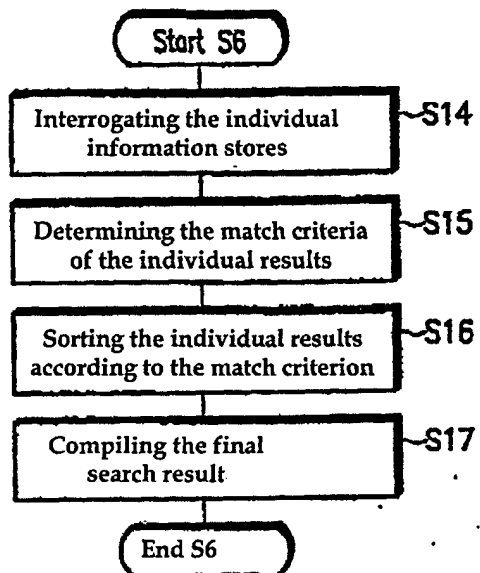 Start S6
Interrogating the individual
information stores
S14
Determining the match criteria
of the individual results
S15
Sorting the individual results
according to the match criterion
S16
Compiling the final
search result
S17
End S6